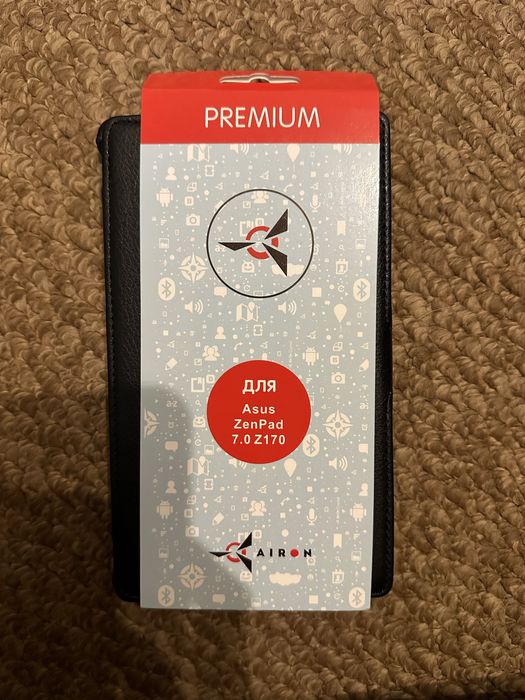 PREMIUM
для
Asus
ZenPad
7.0 Z170
AIRON